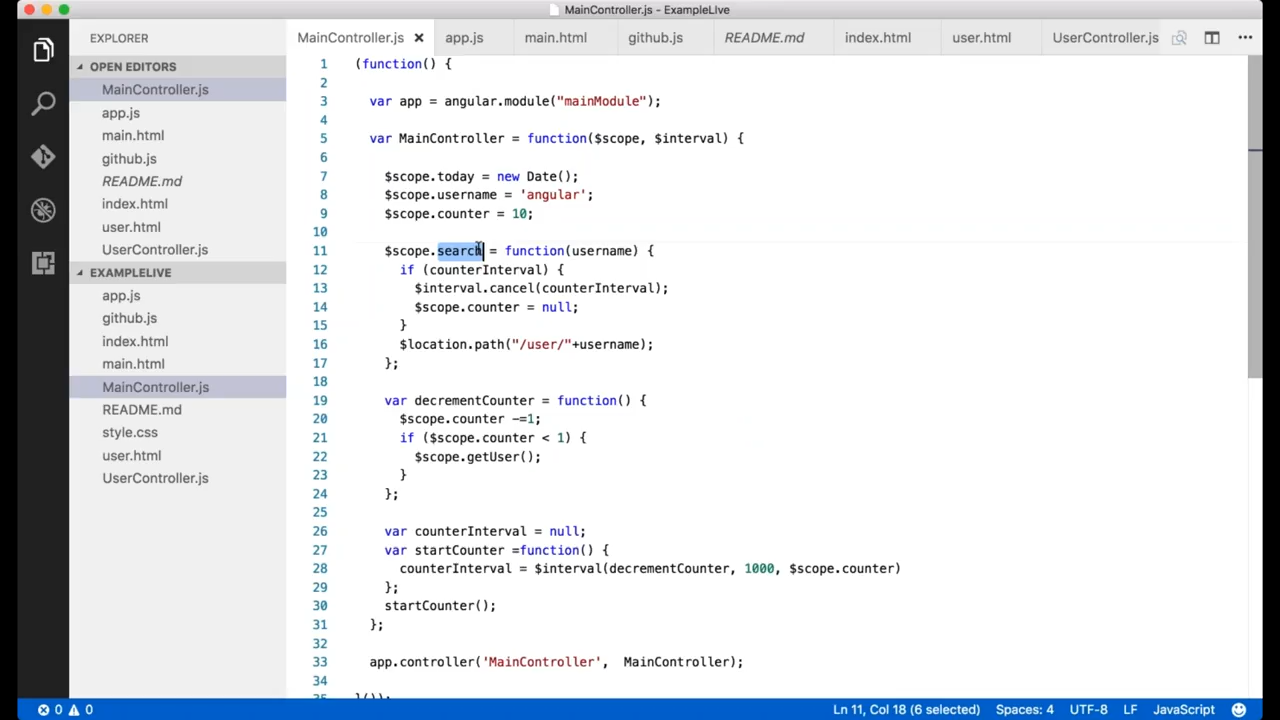 MainController.js - ExampleLIve
EXPLORER
OPEN EDITORS
MainController.js
app.js
main.html
github.js
README.md
index.html
user.html
UserController.js
EXAMPLELIVE
app.js
github.js
index.html
main.html
MainController.js
README.md
style.css
user.html
UserController.js
MainController.js app.js main.html github.js README.md index.html user.html UserController.js
1 (function() {
2
3 var app = angular.module("mainModule");
4
5 var MainController = function($scope, $interval) {
6
7 $scope.today = new Date();
8 $scope.username = 'angular';
9 $scope.counter = 10;
10
11 $scope.search = function(username) {
12 if (counterInterval) {
13 $interval.cancel(counterInterval);
14 $scope.counter = null;
15 }
16 $location.path("/user/"+username);
17 };
18
19 var decrementCounter = function() {
20 $scope.counter -=1;
21 if ($scope.counter < 1) {
22 $scope.getUser();
23 }
24 };
25
26 var counterInterval = null;
27 var startCounter =function() {
28 counterInterval = $interval(decrementCounter, 1000, $scope.counter)
29 };
30 startCounter();
31 };
32
33 app.controller('MainController', MainController);
34
35 }());
0 0 Ln 11, Col 18 (6 selected) Spaces: 4 UTF-8 LF JavaScript